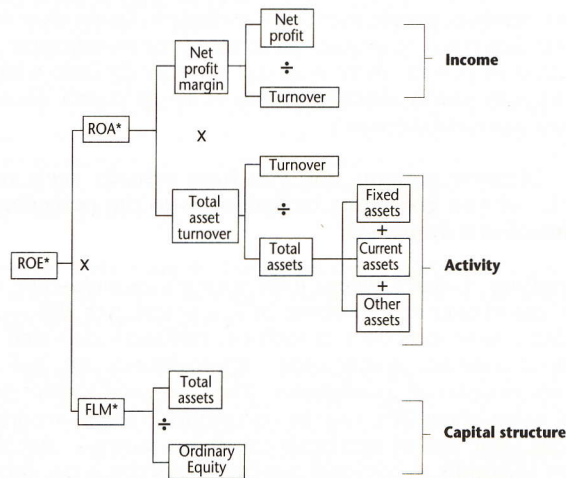 Net
profit
÷
Turnover
Income
Net
profit
margin
ROA*
X
Turnover
÷
Total
assets
Total
asset
turnover
Fixed
assets
+
Current
assets
+
Other
assets
Activity
ROE*
X
FLM*
Total
assets
÷
Ordinary
Equity
Capital structure